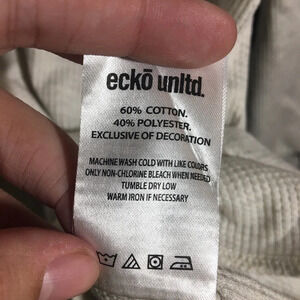 eckō unltd.
60% COTTON.
40% POLYESTER.
EXCLUSIVE OF DECORATION
MACHINE WASH COLD WITH LIKE COLORS
ONLY NON-CHLORINE BLEACH WHEN NEEDED
TUMBLE DRY LOW
WARM IRON IF NECESSARY